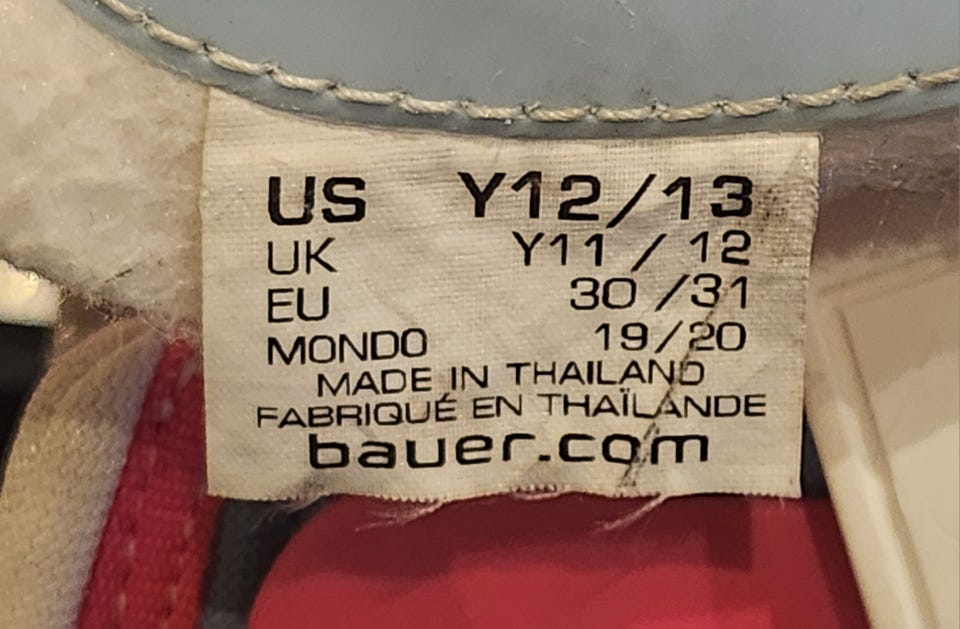 US Y12/13
UK Y11 / 12
EU 30 /31
MONDO 19/20
MADE IN THAILAND
FABRIQUÉ EN THAÏLANDE
bauer.com